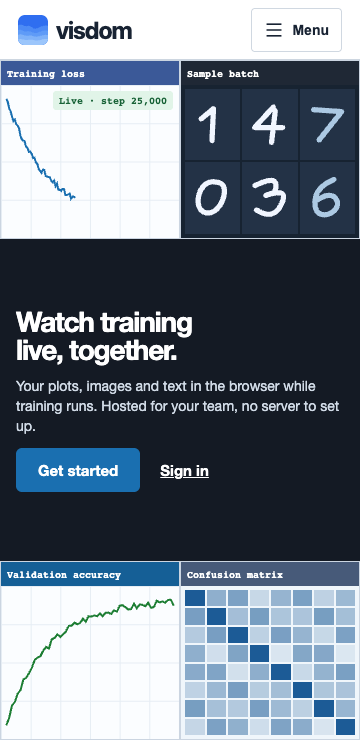 visdom
Menu
Training loss
Live · step 25,000
Sample batch
1 4 7
0 3 6
Watch training
live, together.
Your plots, images and text in the browser while
training runs. Hosted for your team, no server to set
up.
Get started
Sign in
Validation accuracy
Confusion matrix